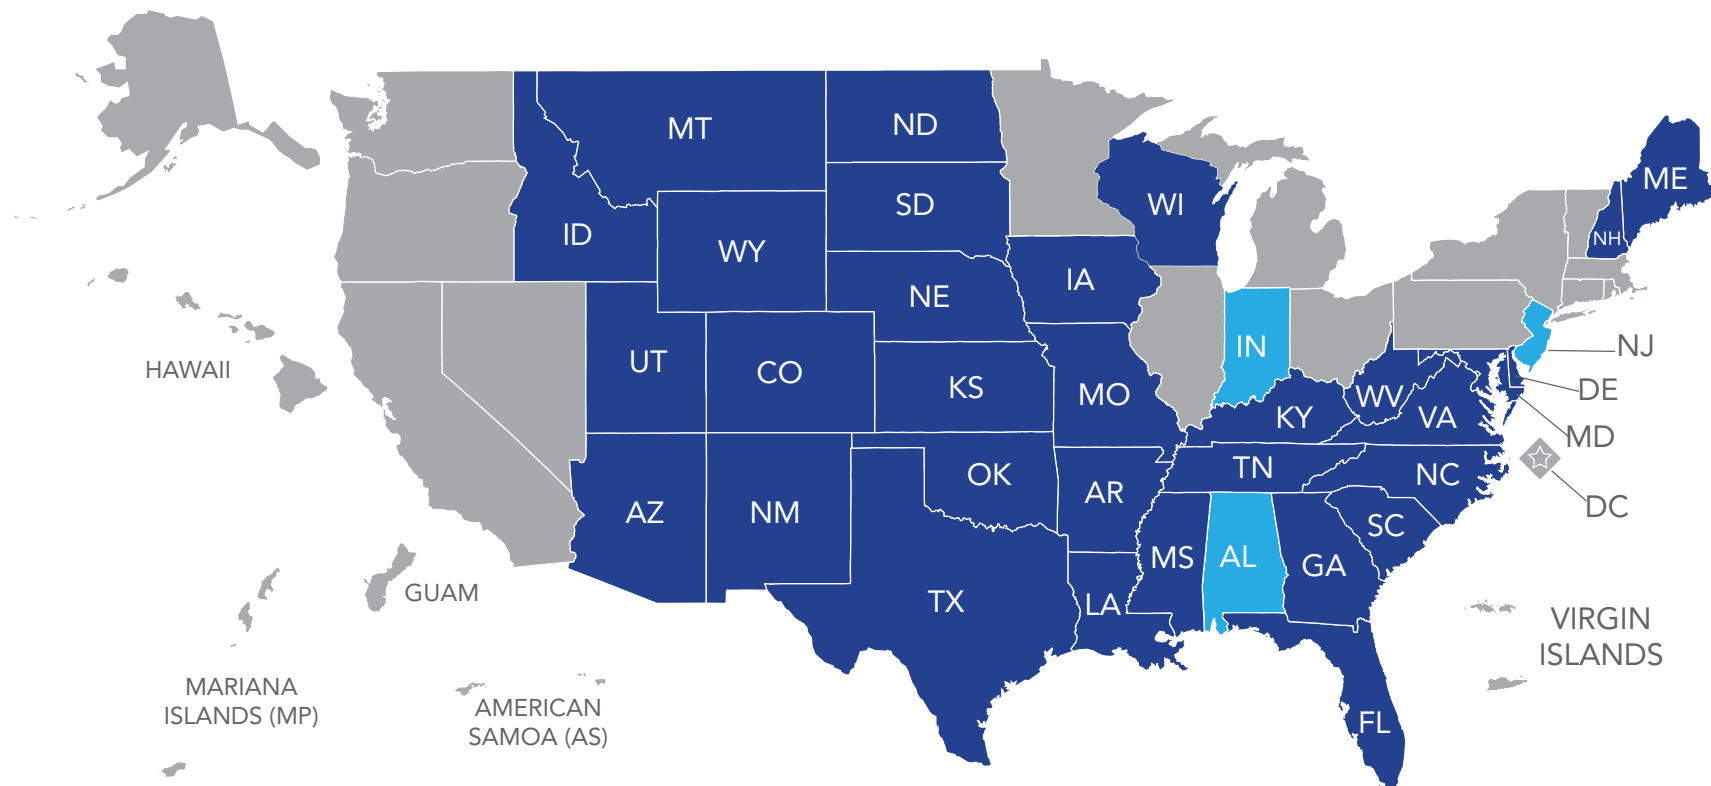 MT
ND
ME
SD
WI
ID
NH
WY
IA
NE
IN
NJ
UT
CO
KS
MO
DE
WV
KY
VA
MD
TN
OK
NC
AR
DC
AZ
NM
SC
MS
AL
GA
TX
LA
FL
HAWAII
GUAM
VIRGIN
ISLANDS
MARIANA
ISLANDS (MP)
AMERICAN
SAMOA (AS)